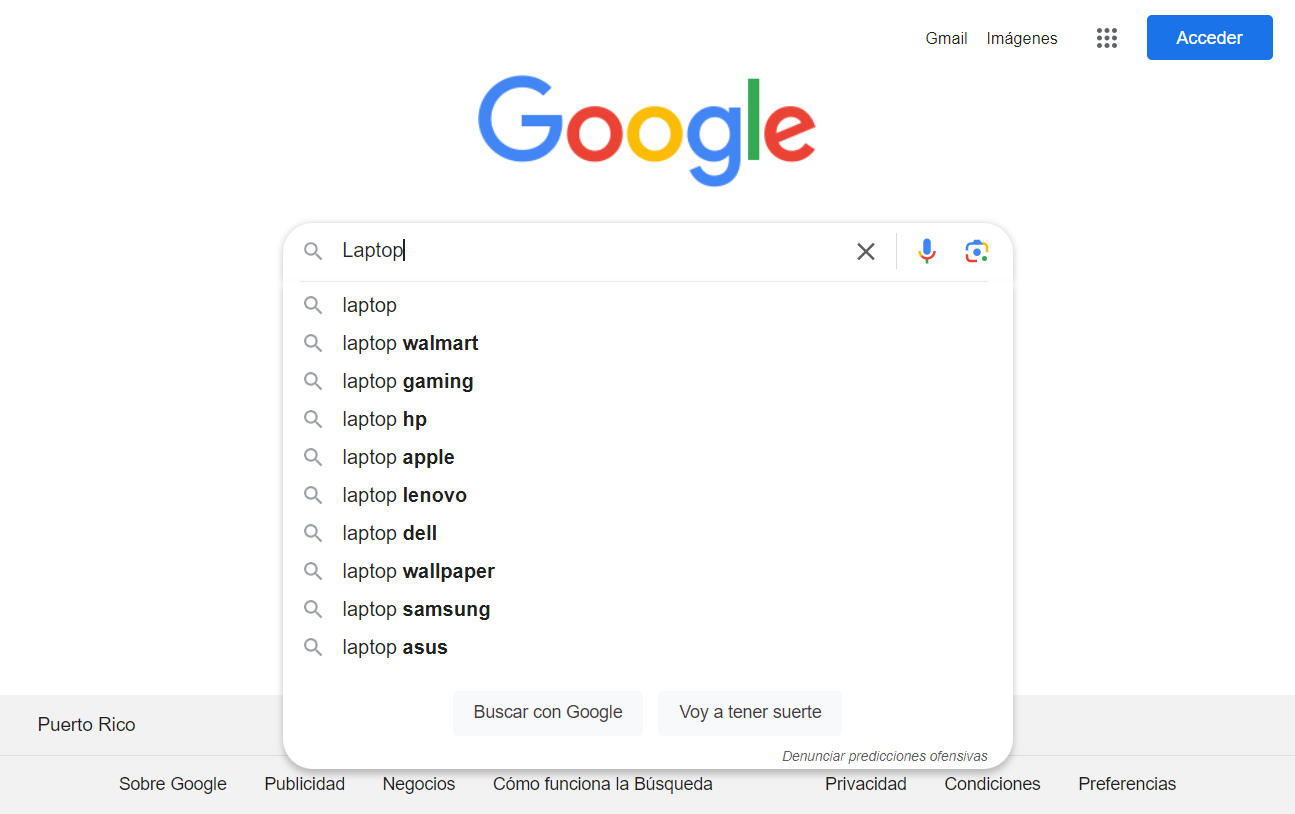 Gmail Imágenes Acceder
Google
Laptop
laptop
laptop walmart
laptop gaming
laptop hp
laptop apple
laptop lenovo
laptop dell
laptop wallpaper
laptop samsung
laptop asus
Buscar con Google Voy a tener suerte
Denunciar predicciones ofensivas
Puerto Rico
Sobre Google Publicidad Negocios Cómo funciona la Búsqueda Privacidad Condiciones Preferencias